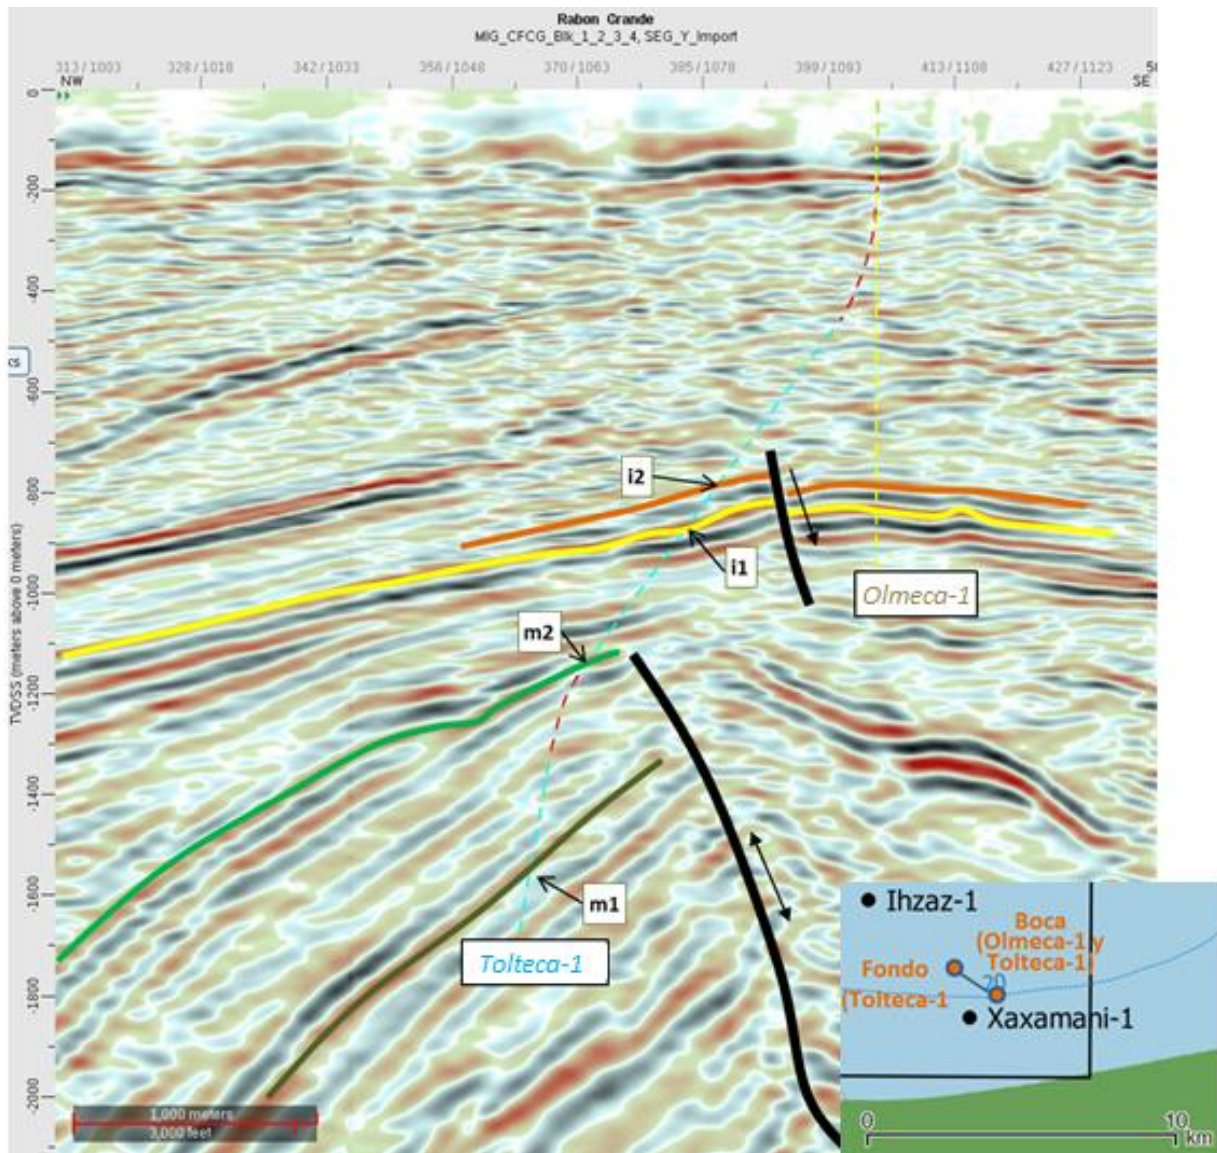 Rabon Grande
MIG_CFCG_Blk_1_2_3_4, SEG_Y_Import
313/1003 328/1018 342/1033 356/1048 370/1063 385/1078 399/1093 413/1108 427/1123
NW
SE
0
-200
-400
-600
-800
-1000
-1200
-1400
-1600
-1800
-2000
TVDSS (meters above 0 meters)
i2
i1
Olmeca-1
m2
m1
Tolteca-1
1,000 meters
3,000 feet
Ihzaz-1
Boca
(Olmeca-1 y
Tolteca-1)
Fondo
(Tolteca-1
20
Xaxamani-1
0 10
km